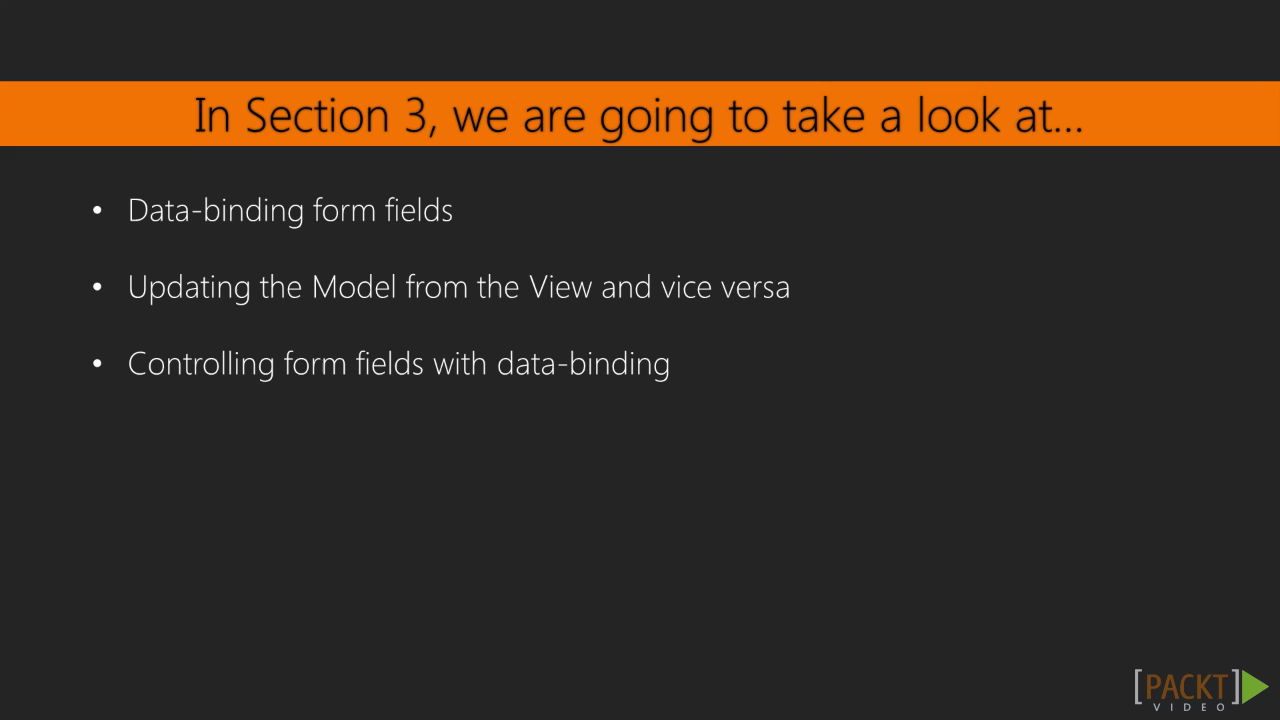 In Section 3, we are going to take a look at...
• Data-binding form fields
• Updating the Model from the View and vice versa
• Controlling form fields with data-binding
[PACKT]
VIDEO